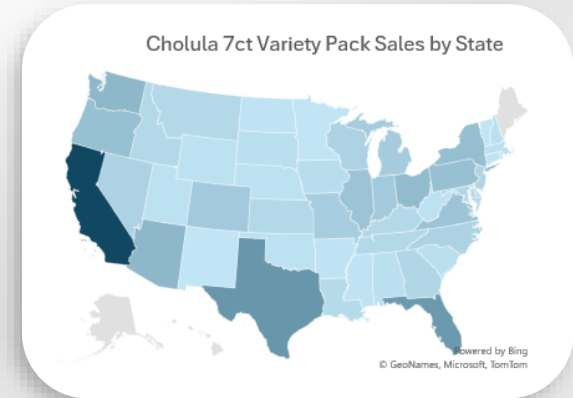 Cholula 7ct Variety Pack Sales by State
Powered by Bing
© GeoNames, Microsoft, TomTom